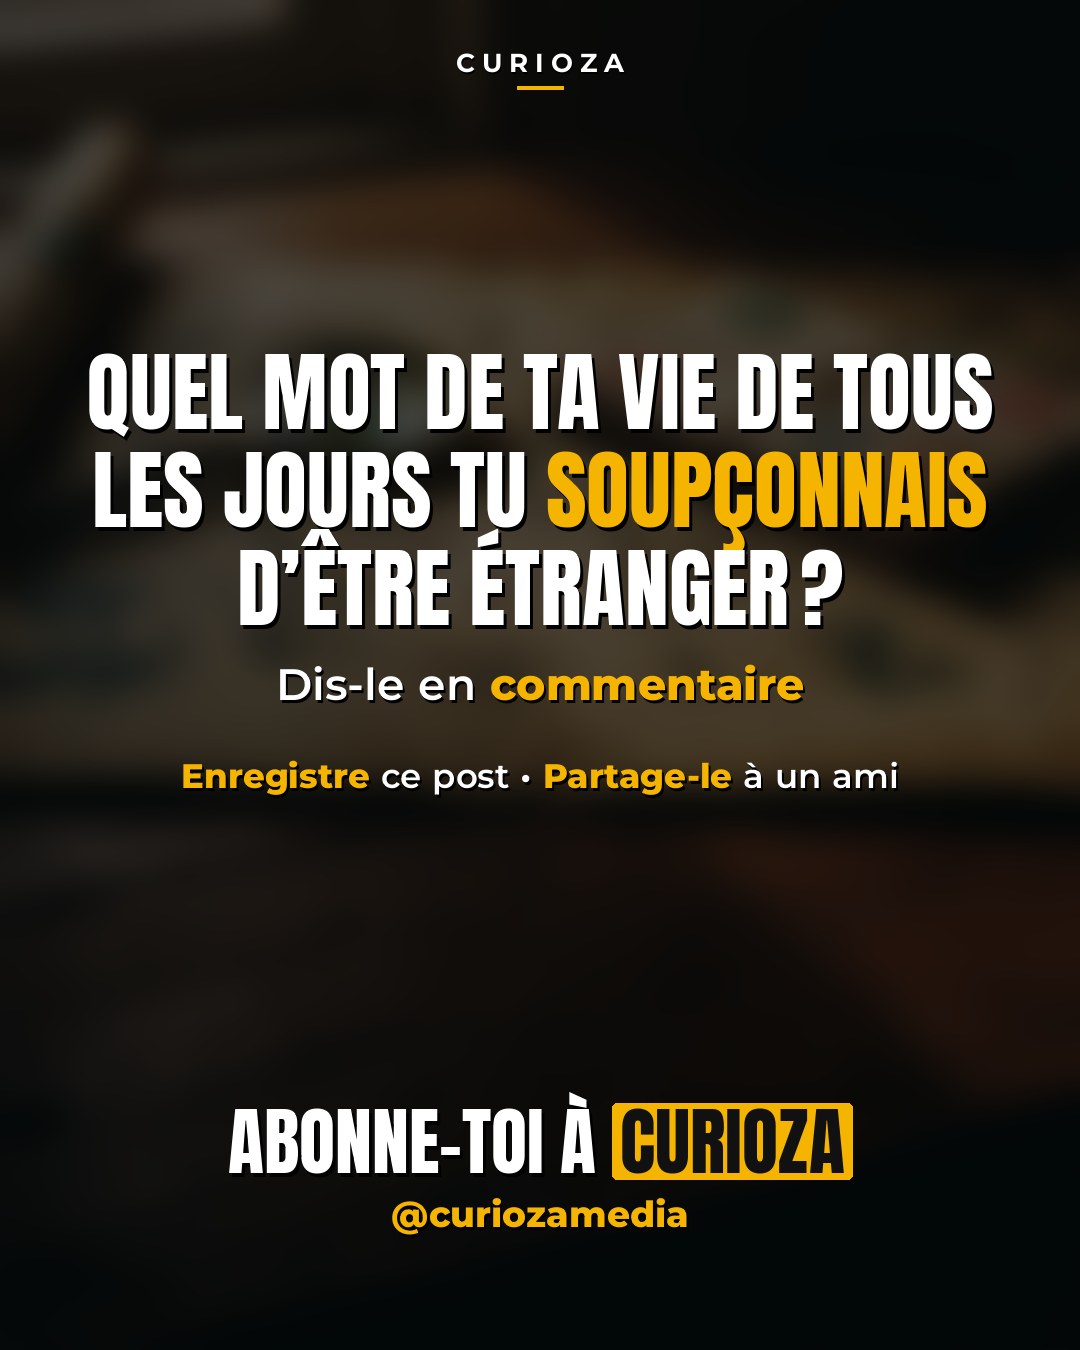 CURIOZA
QUEL MOT DE TA VIE DE TOUS
LES JOURS TU SOUPÇONNAIS
D’ÊTRE ÉTRANGER ?
Dis-le en commentaire
Enregistre ce post • Partage-le à un ami
ABONNE-TOI À CURIOZA
@curiozamedia